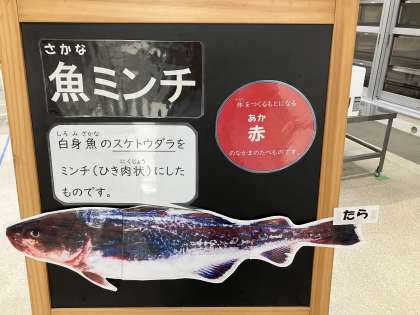 さかな
魚ミンチ
しろ み ざかな
白身魚のスケトウダラを
にくじょう
ミンチ(ひき肉状)にした
ものです。
体をつくるもとになる
あか
赤
のなかまのたべものです。
たら